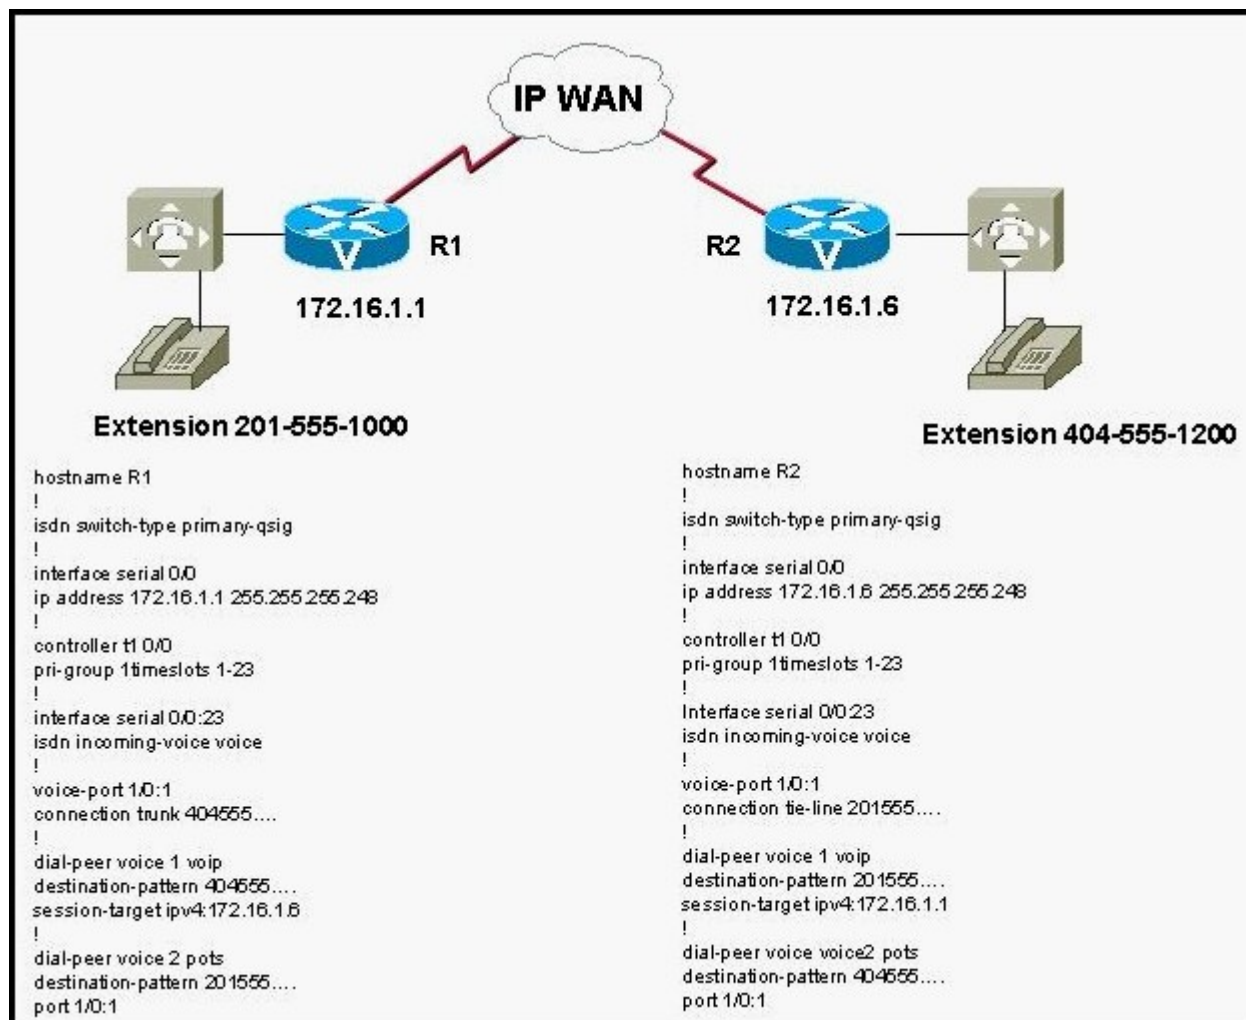 IP WAN
R1
R2
172.16.1.1
172.16.1.6
Extension 201-555-1000
Extension 404-555-1200
hostname R1
!
isdn switch-type primary-qsig
!
interface serial 0/0
ip address 172.16.1.1 255.255.255.248
!
controller t1 0/0
pri-group 1timeslots 1-23
!
interface serial 0/0:23
isdn incoming-voice voice
!
voice-port 1/0:1
connection trunk 404555....
!
dial-peer voice 1 voip
destination-pattern 404555....
session-target ipv4:172.16.1.6
!
dial-peer voice 2 pots
destination-pattern 201555....
port 1/0:1
hostname R2
!
isdn switch-type primary-qsig
!
interface serial 0/0
ip address 172.16.1.6 255.255.255.248
!
controller t1 0/0
pri-group 1timeslots 1-23
!
Interface serial 0/0:23
isdn incoming-voice voice
!
voice-port 1/0:1
connection tie-line 201555....
!
dial-peer voice 1 voip
destination-pattern 201555....
session-target ipv4:172.16.1.1
!
dial-peer voice voice2 pots
destination-pattern 404555....
port 1/0:1